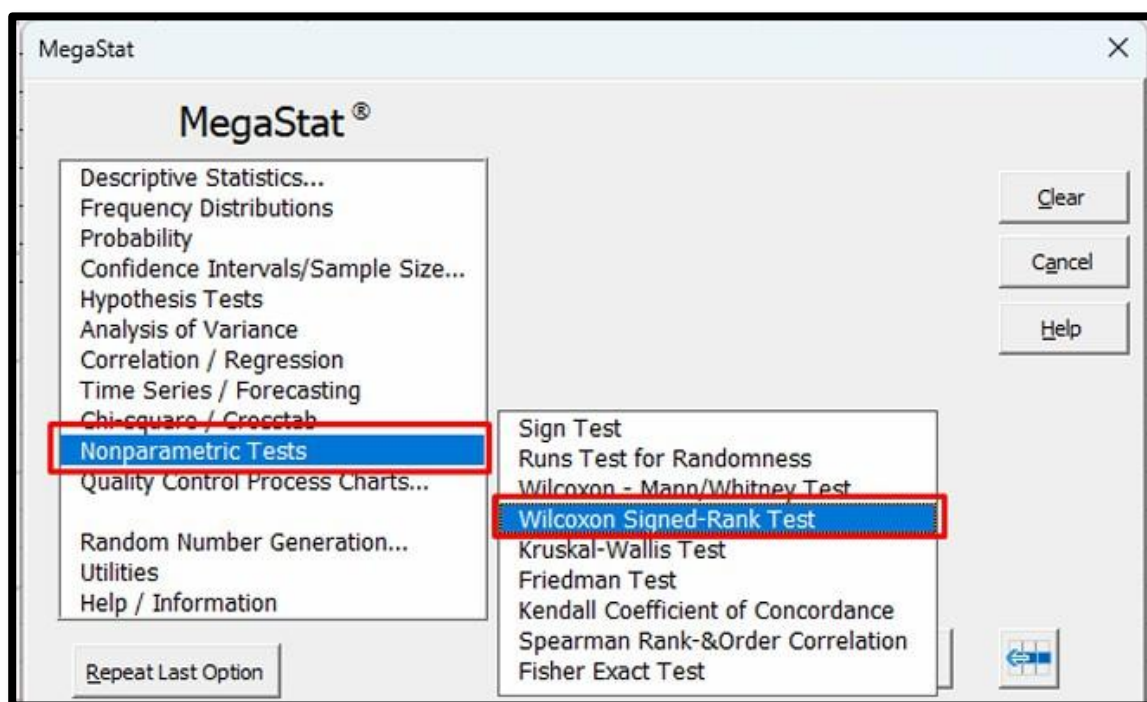 MegaStat
MegaStat ®
Descriptive Statistics...
Frequency Distributions
Probability
Confidence Intervals/Sample Size...
Hypothesis Tests
Analysis of Variance
Correlation / Regression
Time Series / Forecasting
Chi-square / Crosstab
Nonparametric Tests
Quality Control Process Charts...
Random Number Generation...
Utilities
Help / Information
Sign Test
Runs Test for Randomness
Wilcoxon - Mann/Whitney Test
Wilcoxon Signed-Rank Test
Kruskal-Wallis Test
Friedman Test
Kendall Coefficient of Concordance
Spearman Rank-&Order Correlation
Fisher Exact Test
Clear
Cancel
Help
Repeat Last Option